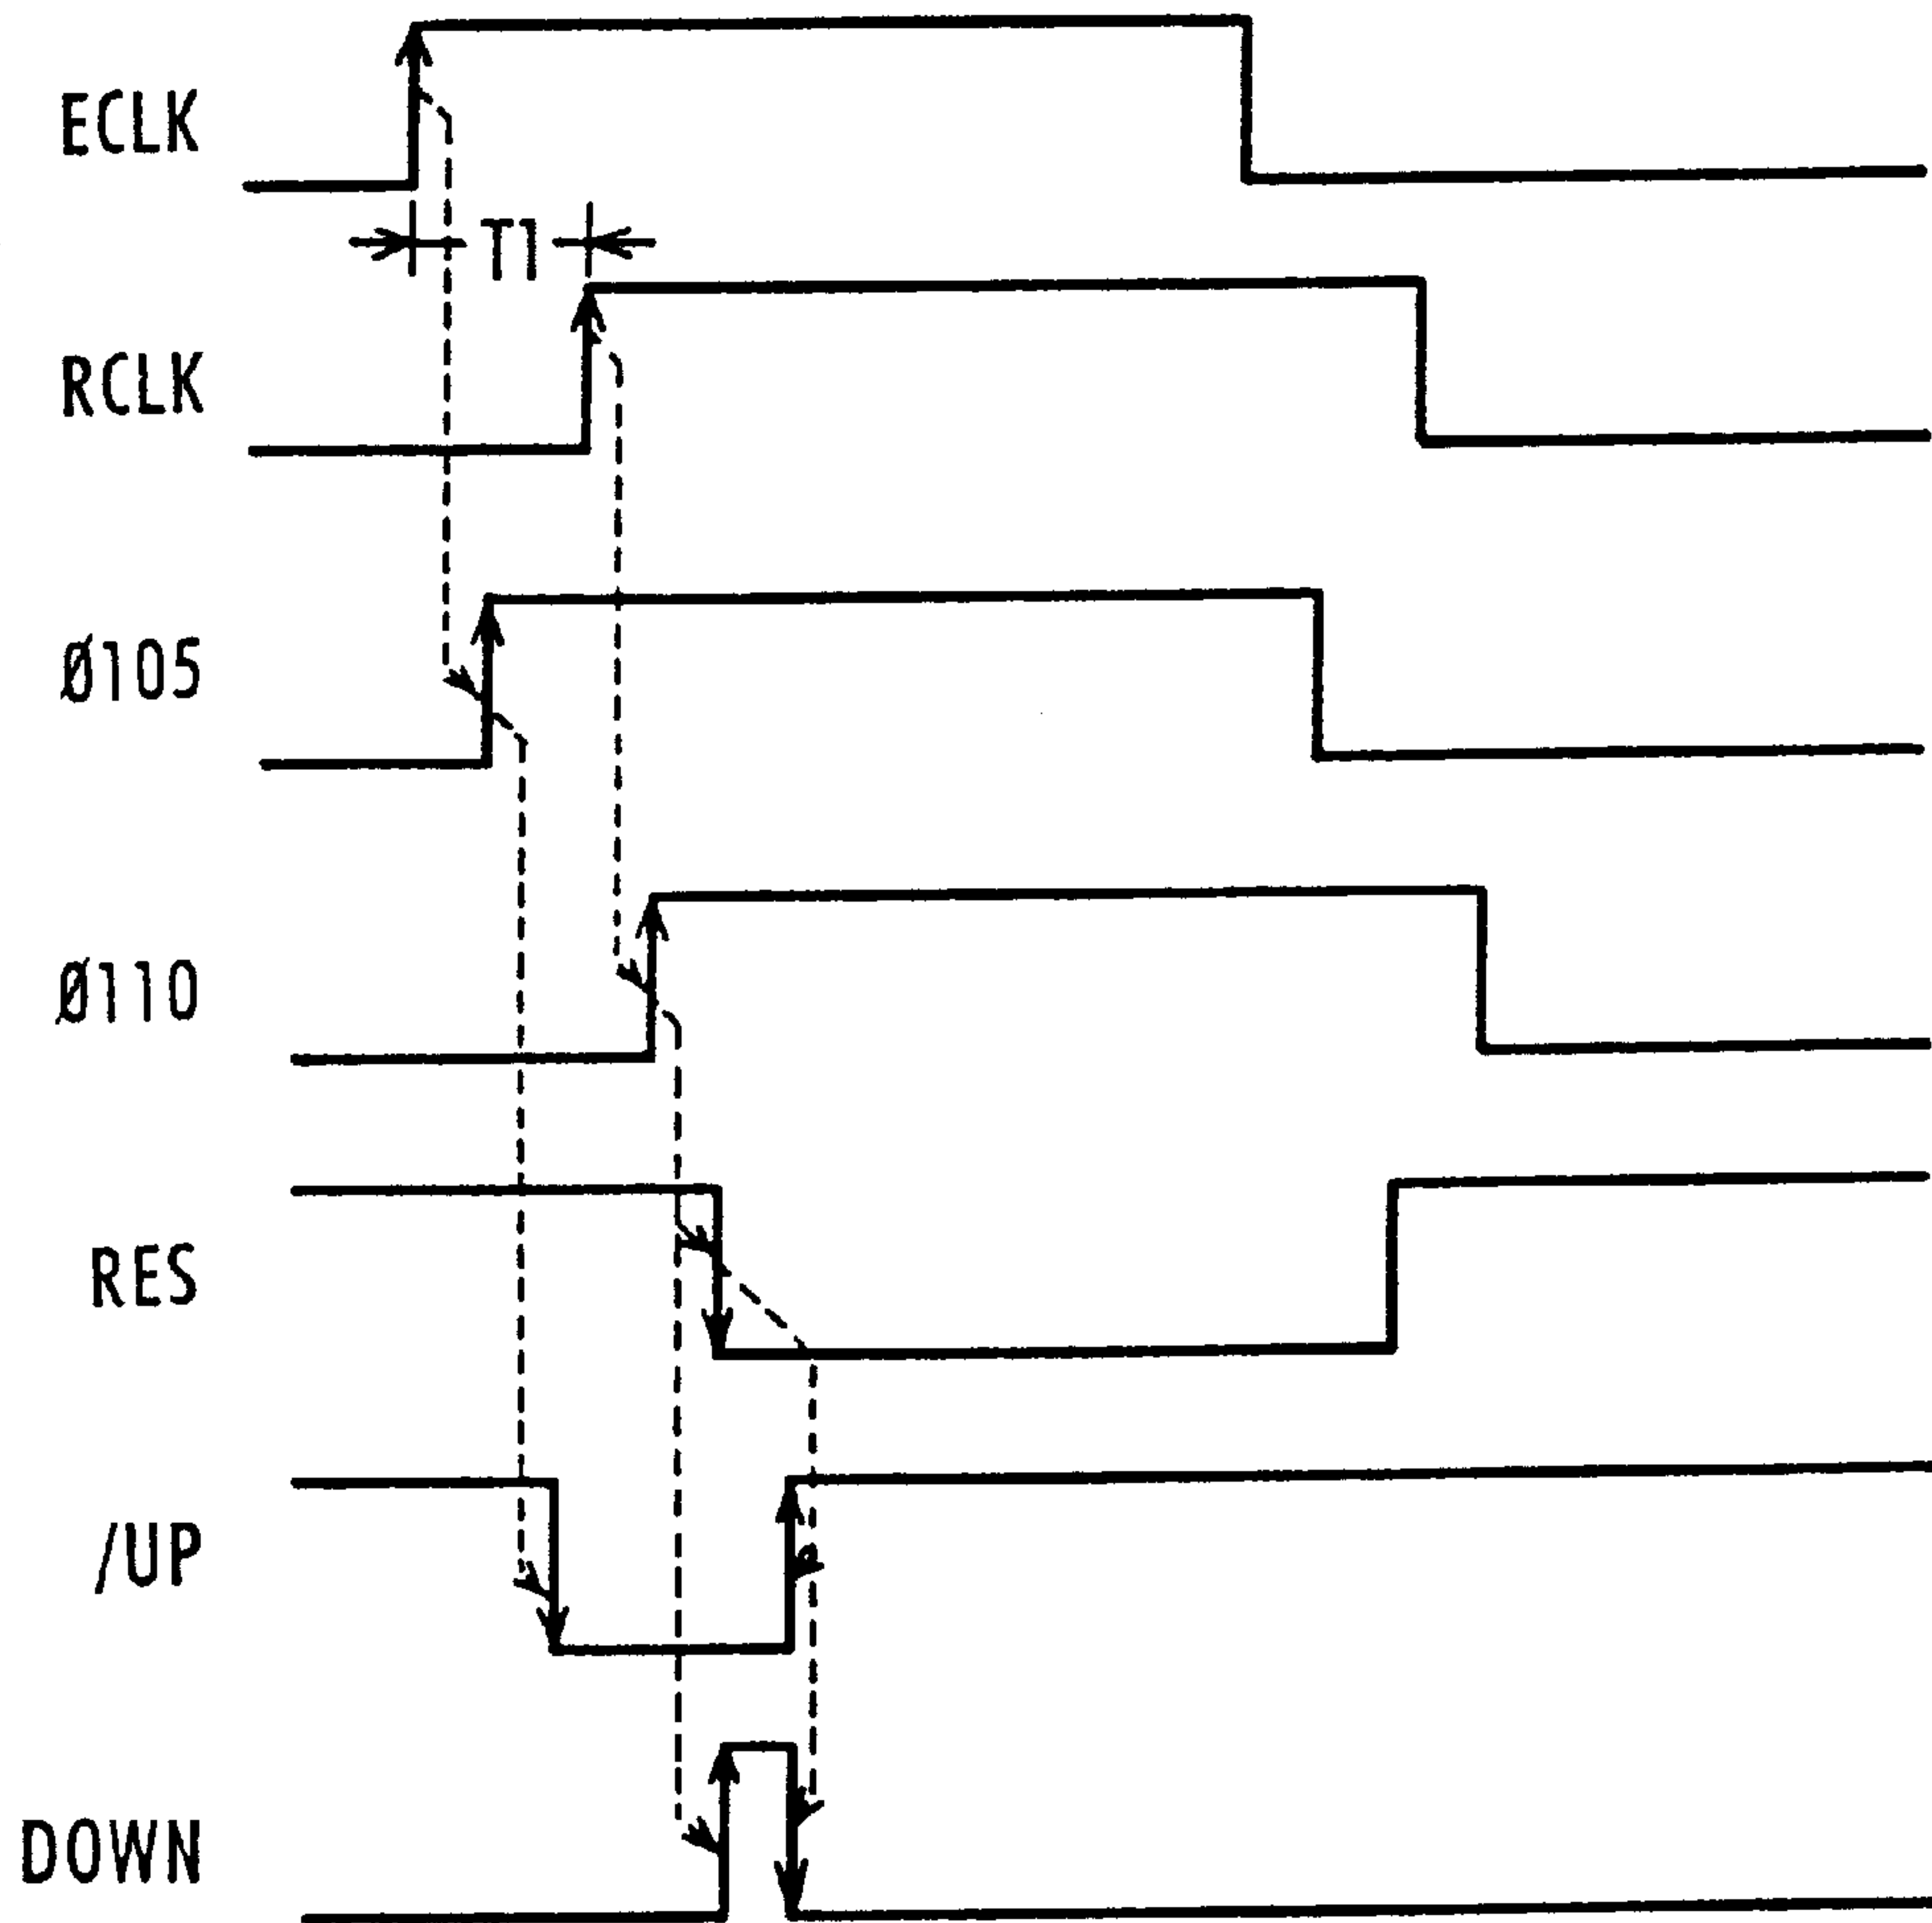 ECLK
T1
RCLK
Ø105
Ø110
RES
/UP
DOWN